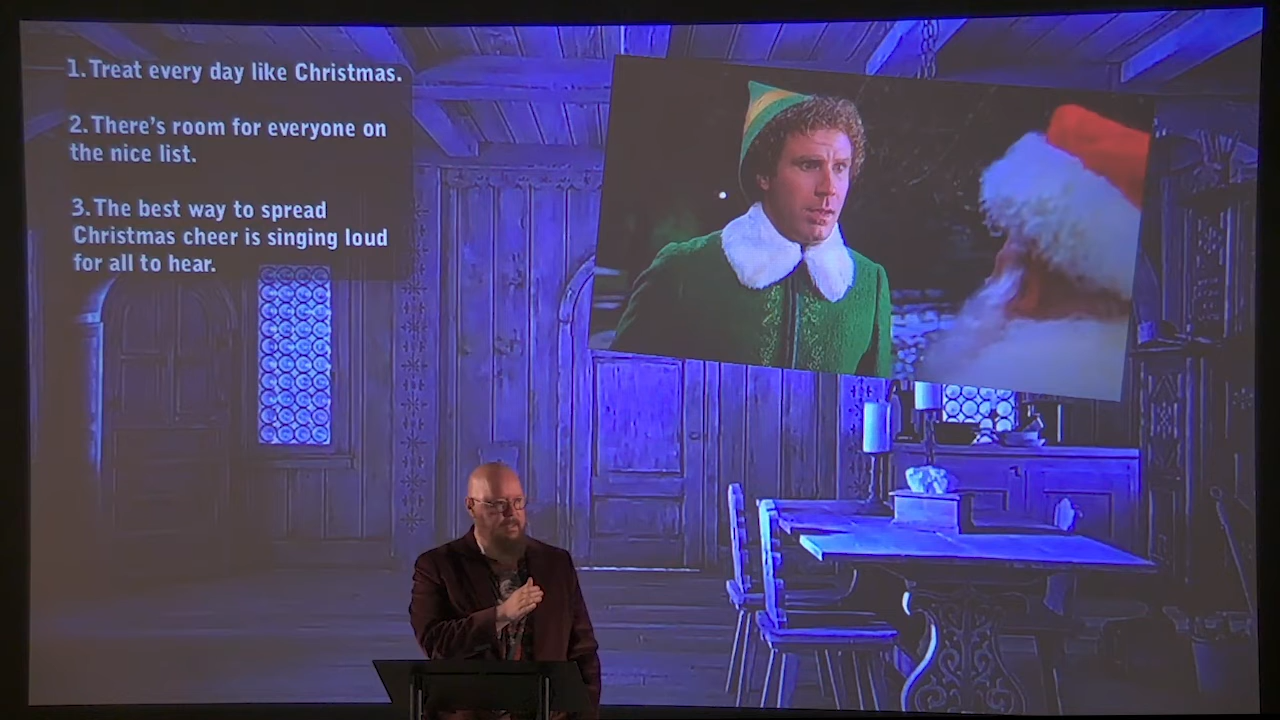 1. Treat every day like Christmas.
2. There's room for everyone on
the nice list.
3. The best way to spread
Christmas cheer is singing loud
for all to hear.